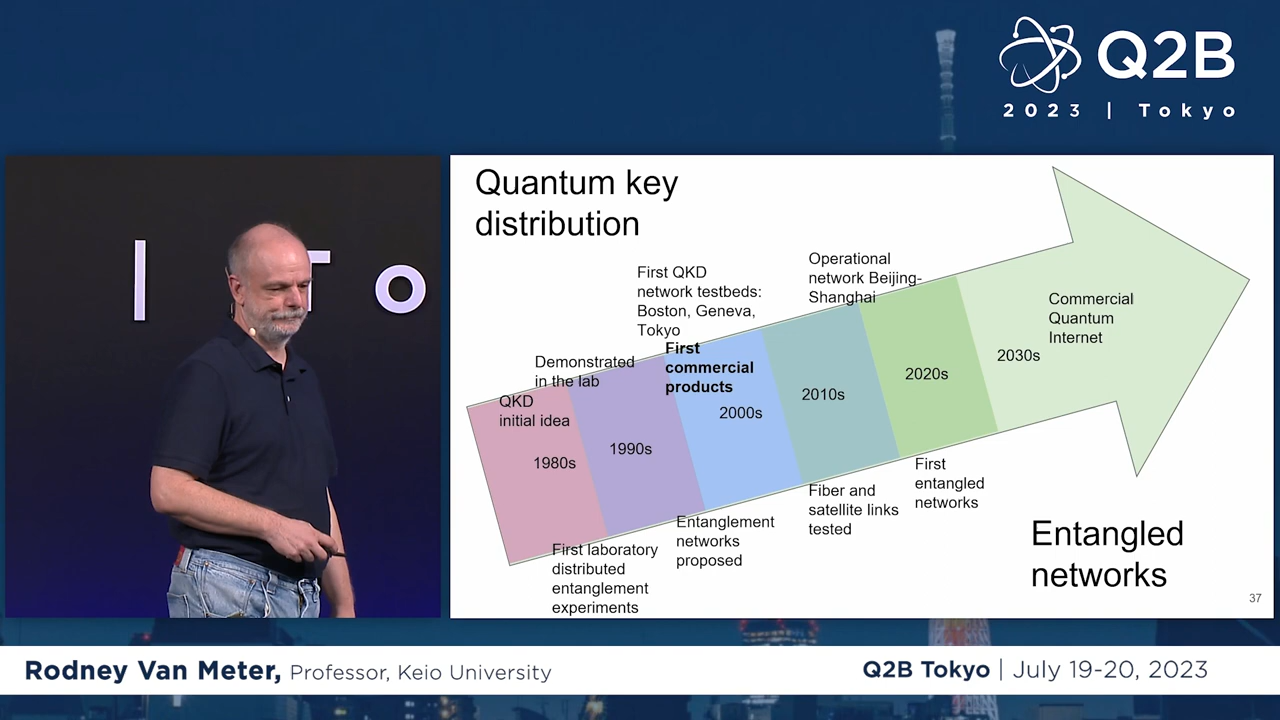 Q2B
2023 | Tokyo
| To
Quantum key
distribution
First QKD
network testbeds:
Boston, Geneva,
Tokyo
Operational
network Beijing-
Shanghai
Demonstrated
in the lab
First
commercial
products
QKD
initial idea
Commercial
Quantum
Internet
1980s
1990s
2000s
2010s
2020s
2030s
First laboratory
distributed
entanglement
experiments
Entanglement
networks
proposed
Fiber and
satellite links
tested
First
entangled
networks
Entangled
networks
37
Rodney Van Meter, Professor, Keio University
Q2B Tokyo | July 19-20, 2023